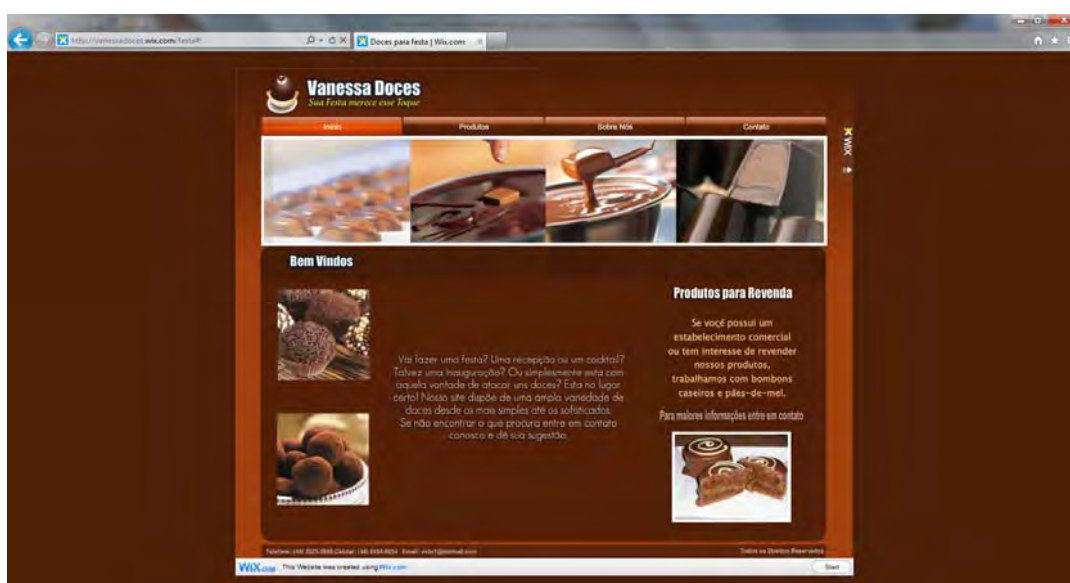 Doces para festa | Wix.com
Vanessa Doces
Sua Festa merece esse Toque
Início
Produtos
Sobre Nós
Contato
WIX
Bem Vindos
Vai fazer uma festa? Uma recepção ou um cocktail?
Talvez uma inauguração? Ou simplesmente esta com
aquela vontade de atacar uns doces? Esta no lugar
certo! Nosso site dispõe de uma ampla variedade de
doces desde os mais simples até os sofisticados.
Se não encontrar o que procura entre em contato
conosco e dê sua sugestão.
Produtos para Revenda
Se voçê possui um
estabelecimento comercial
ou tem interesse de revender
nossos produtos,
trabalhamos com bombons
caseiros e pães-de-mel.
Para maiores informações entre em contato
Todos os Direitos Reservados
WIX.com This Website was created using Wix.com
Start